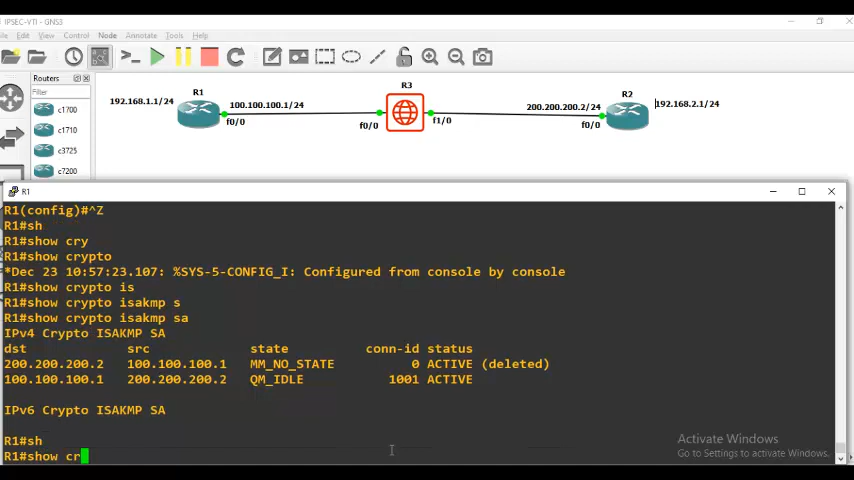 IPSEC-VTI - GNS3
File Edit View Control Node Annotate Tools Help
Routers
Filter
c1700
c1710
c3725
c7200
R1
R3
R2
192.168.1.1/24
100.100.100.1/24
200.200.200.2/24
192.168.2.1/24
f0/0
f0/0
f1/0
f0/0
R1
R1(config)#^Z
R1#sh
R1#show cry
R1#show crypto
*Dec 23 10:57:23.107: %SYS-5-CONFIG_I: Configured from console by console
R1#show crypto is
R1#show crypto isakmp s
R1#show crypto isakmp sa
IPv4 Crypto ISAKMP SA
dst src state conn-id status
200.200.200.2 100.100.100.1 MM_NO_STATE 0 ACTIVE (deleted)
100.100.100.1 200.200.200.2 QM_IDLE 1001 ACTIVE
IPv6 Crypto ISAKMP SA
R1#sh
R1#show cr
Activate Windows
Go to Settings to activate Windows.